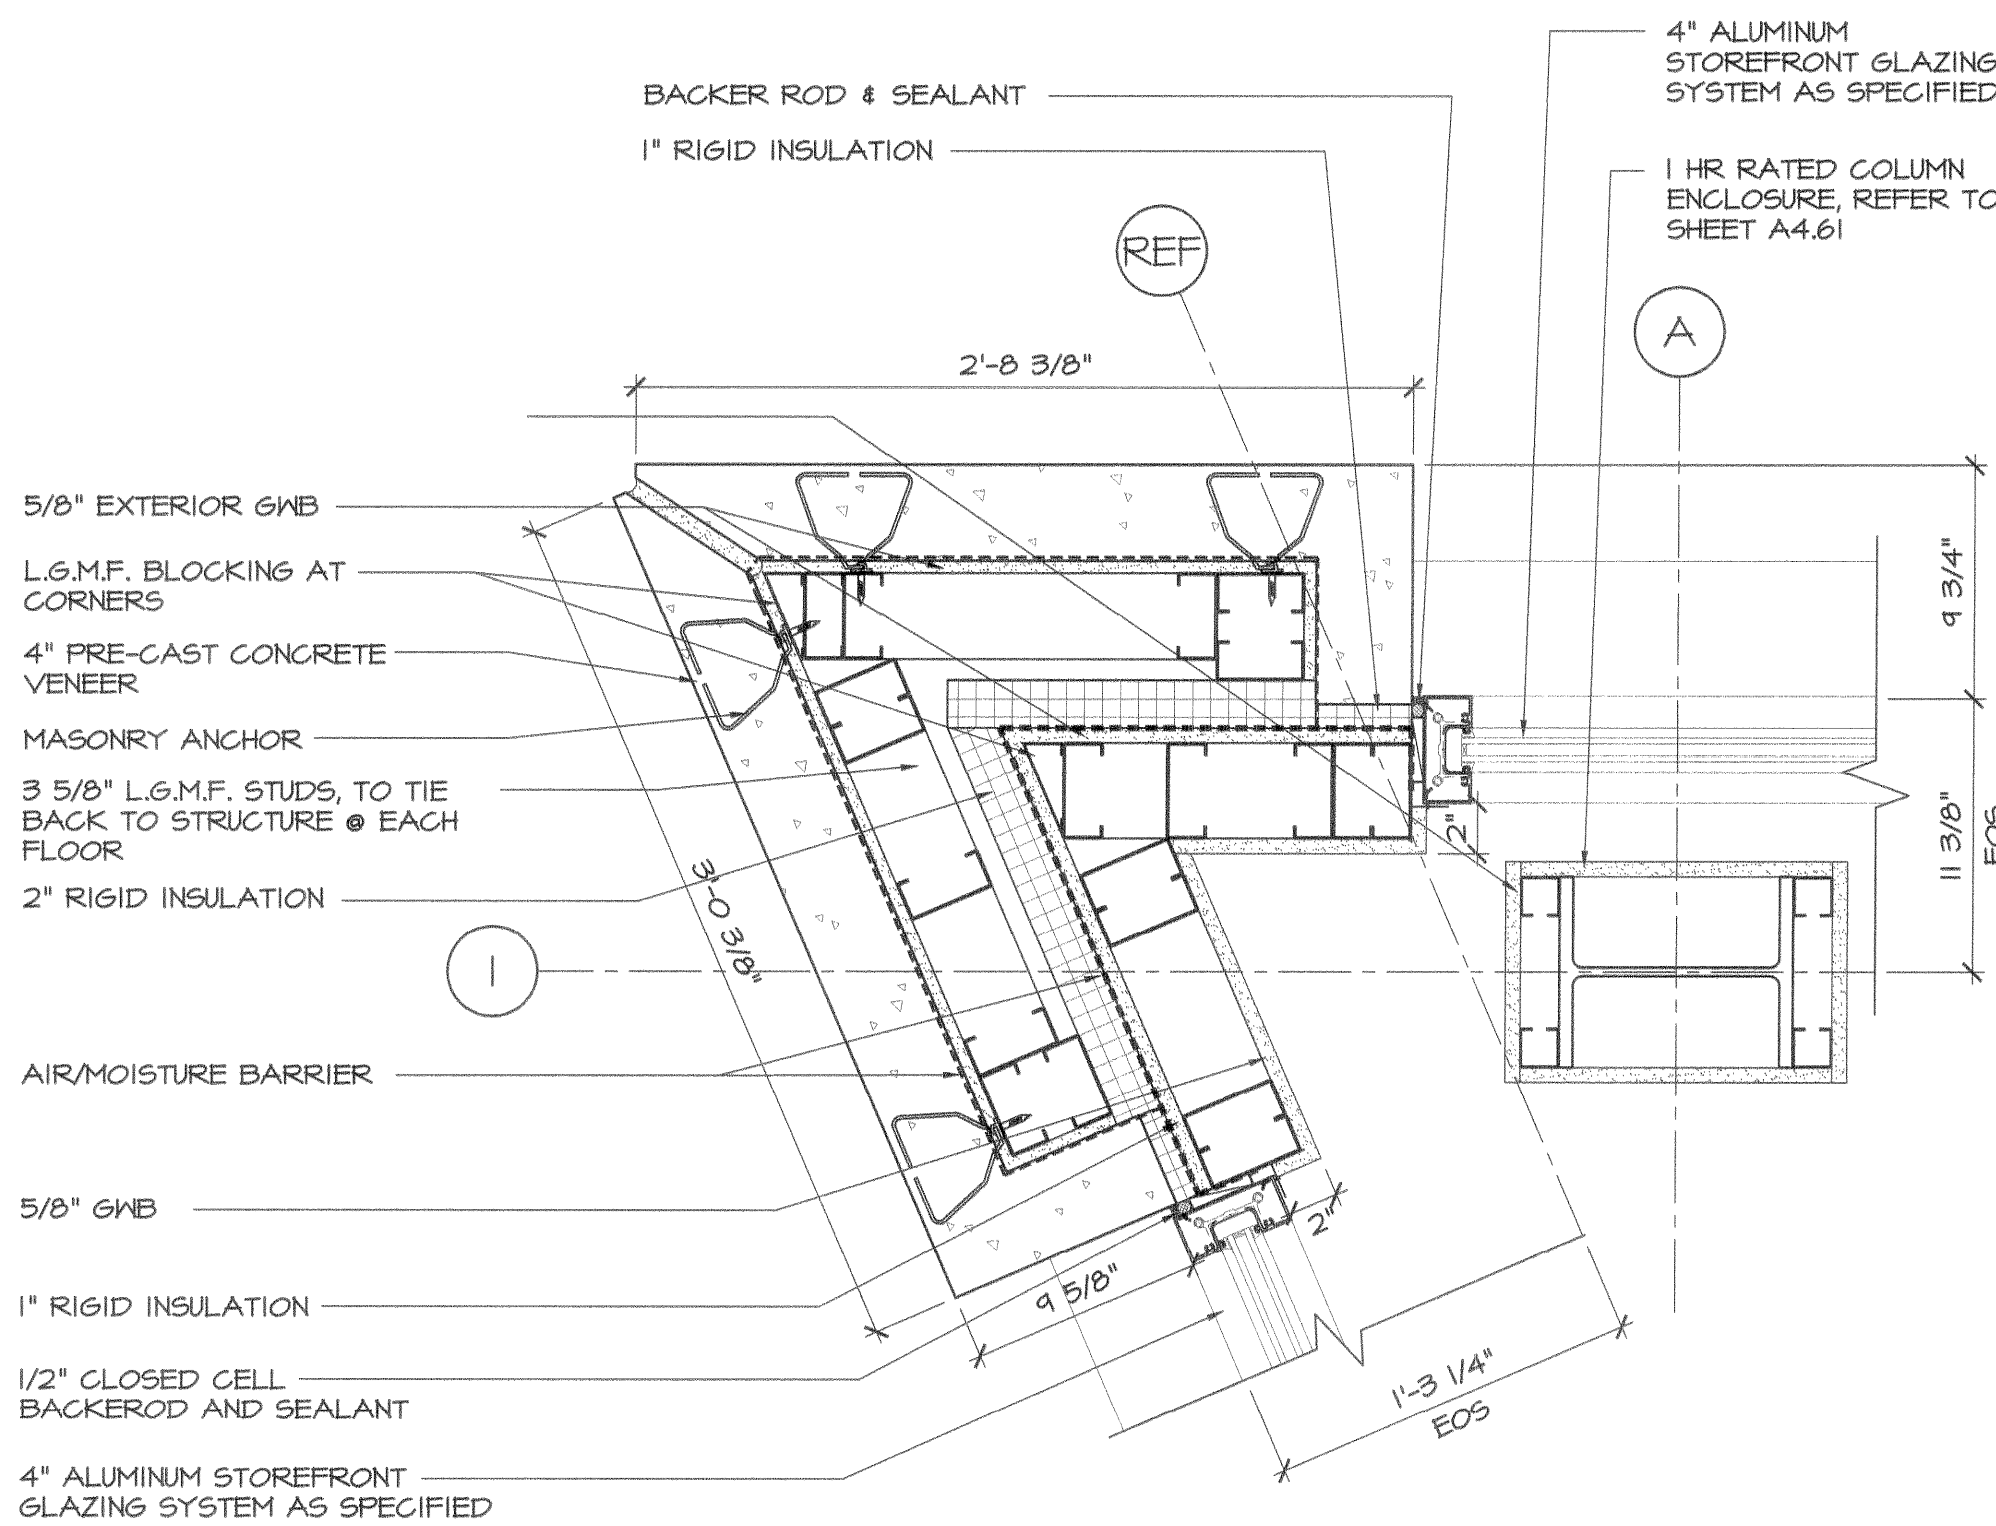 4" ALUMINUM
STOREFRONT GLAZING
SYSTEM AS SPECIFIED
BACKER ROD & SEALANT
1" RIGID INSULATION
1 HR RATED COLUMN
ENCLOSURE, REFER TO
SHEET A4.61
REF
A
2'-8 3/8"
5/8" EXTERIOR GWB
L.G.M.F. BLOCKING AT
CORNERS
4" PRE-CAST CONCRETE
VENEER
MASONRY ANCHOR
3 5/8" L.G.M.F. STUDS, TO TIE
BACK TO STRUCTURE @ EACH
FLOOR
2" RIGID INSULATION
9 3/4"
11 3/8"
EOS
2"
3'-0 3/8"
1
AIR/MOISTURE BARRIER
5/8" GWB
1" RIGID INSULATION
1/2" CLOSED CELL
BACKEROD AND SEALANT
4" ALUMINUM STOREFRONT
GLAZING SYSTEM AS SPECIFIED
2"
9 5/8"
1'-3 1/4"
EOS